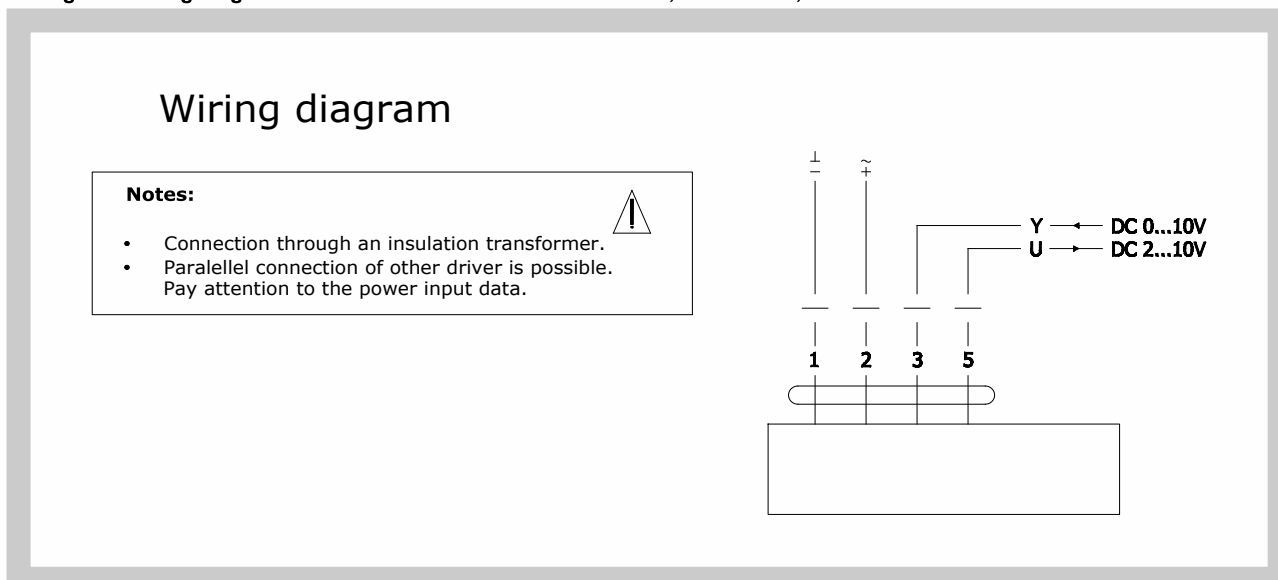 Wiring diagram
Notes:
• Connection through an insulation transformer.
• Paralellel connection of other driver is possible.
Pay attention to the power input data.
⊥ ~
− +
Y DC 0...10V
U DC 2...10V
1 2 3 5